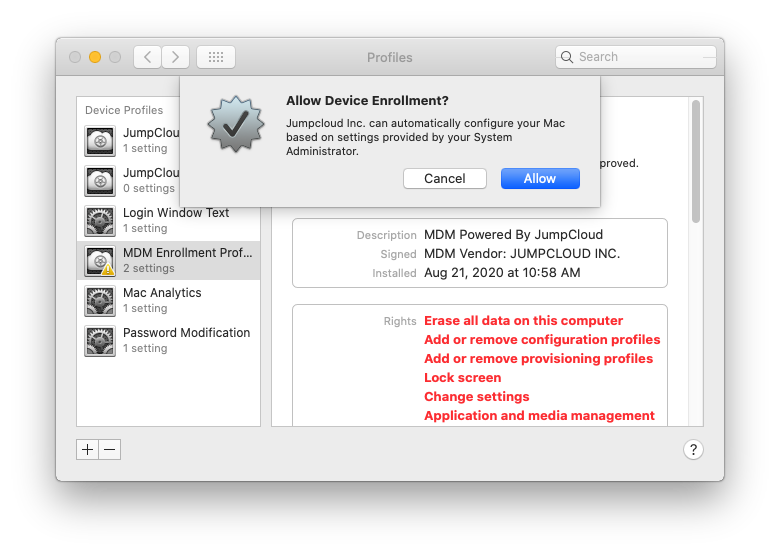 Profiles
Search
Allow Device Enrollment?
Jumpcloud Inc. can automatically configure your Mac
based on settings provided by your System
Administrator.
Cancel
Allow
Device Profiles
JumpClou
1 setting
JumpClou
0 settings
Login Window Text
1 setting
MDM Enrollment Prof...
2 settings
Mac Analytics
1 setting
Password Modification
1 setting
proved.
Description MDM Powered By JumpCloud
Signed MDM Vendor: JUMPCLOUD INC.
Installed Aug 21, 2020 at 10:58 AM
Rights Erase all data on this computer
Add or remove configuration profiles
Add or remove provisioning profiles
Lock screen
Change settings
Application and media management
+ −
?